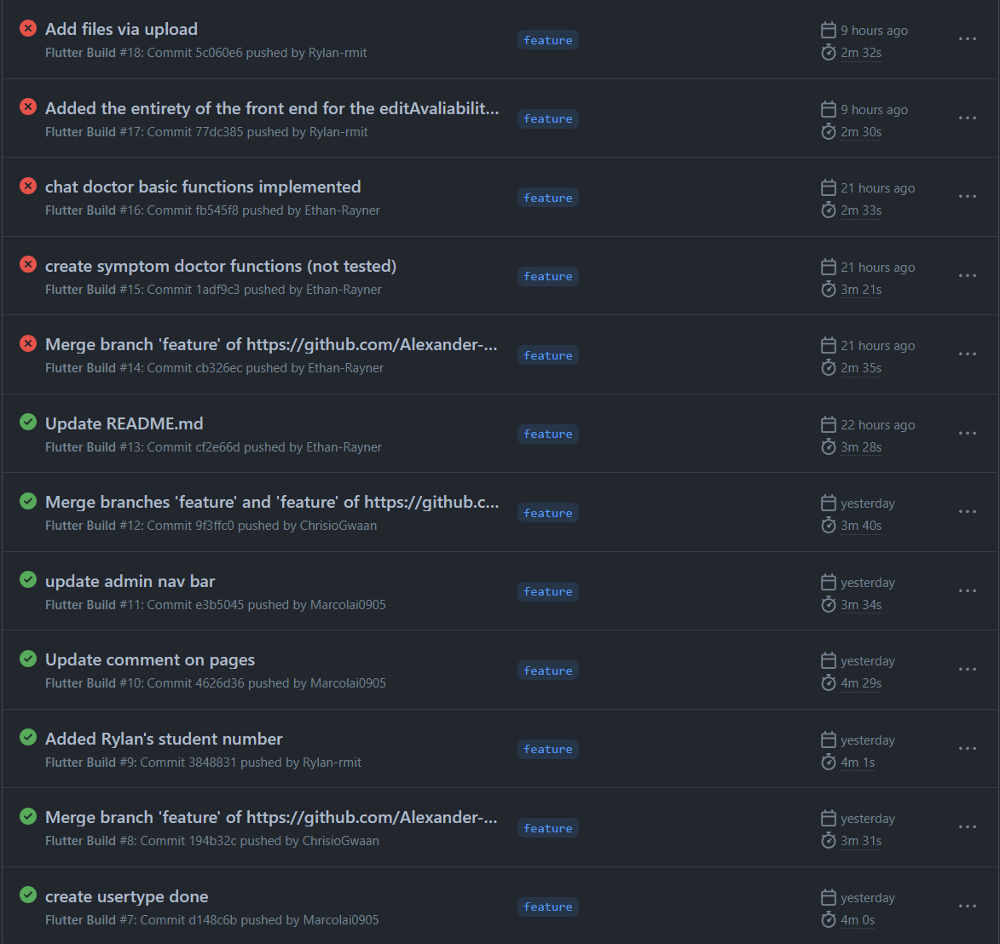 Add files via upload
feature
9 hours ago
Flutter Build #18: Commit 5c060e6 pushed by Rylan-rmit
2m 32s
Added the entirety of the front end for the editAvaliabilit...
feature
9 hours ago
Flutter Build #17: Commit 77dc385 pushed by Rylan-rmit
2m 30s
chat doctor basic functions implemented
feature
21 hours ago
Flutter Build #16: Commit fb545f8 pushed by Ethan-Rayner
2m 33s
create symptom doctor functions (not tested)
feature
21 hours ago
Flutter Build #15: Commit 1adf9c3 pushed by Ethan-Rayner
3m 21s
Merge branch 'feature' of https://github.com/Alexander-...
feature
21 hours ago
Flutter Build #14: Commit cb326ec pushed by Ethan-Rayner
2m 35s
Update README.md
feature
22 hours ago
Flutter Build #13: Commit cf2e66d pushed by Ethan-Rayner
3m 28s
Merge branches 'feature' and 'feature' of https://github.c...
feature
yesterday
Flutter Build #12: Commit 9f3ffc0 pushed by ChrisioGwaan
3m 40s
update admin nav bar
feature
yesterday
Flutter Build #11: Commit e3b5045 pushed by Marcolai0905
3m 34s
Update comment on pages
feature
yesterday
Flutter Build #10: Commit 4626d36 pushed by Marcolai0905
4m 29s
Added Rylan's student number
feature
yesterday
Flutter Build #9: Commit 3848831 pushed by Rylan-rmit
4m 1s
Merge branch 'feature' of https://github.com/Alexander-...
feature
yesterday
Flutter Build #8: Commit 194b32c pushed by ChrisioGwaan
3m 31s
create usertype done
feature
yesterday
Flutter Build #7: Commit d148c6b pushed by Marcolai0905
4m 0s